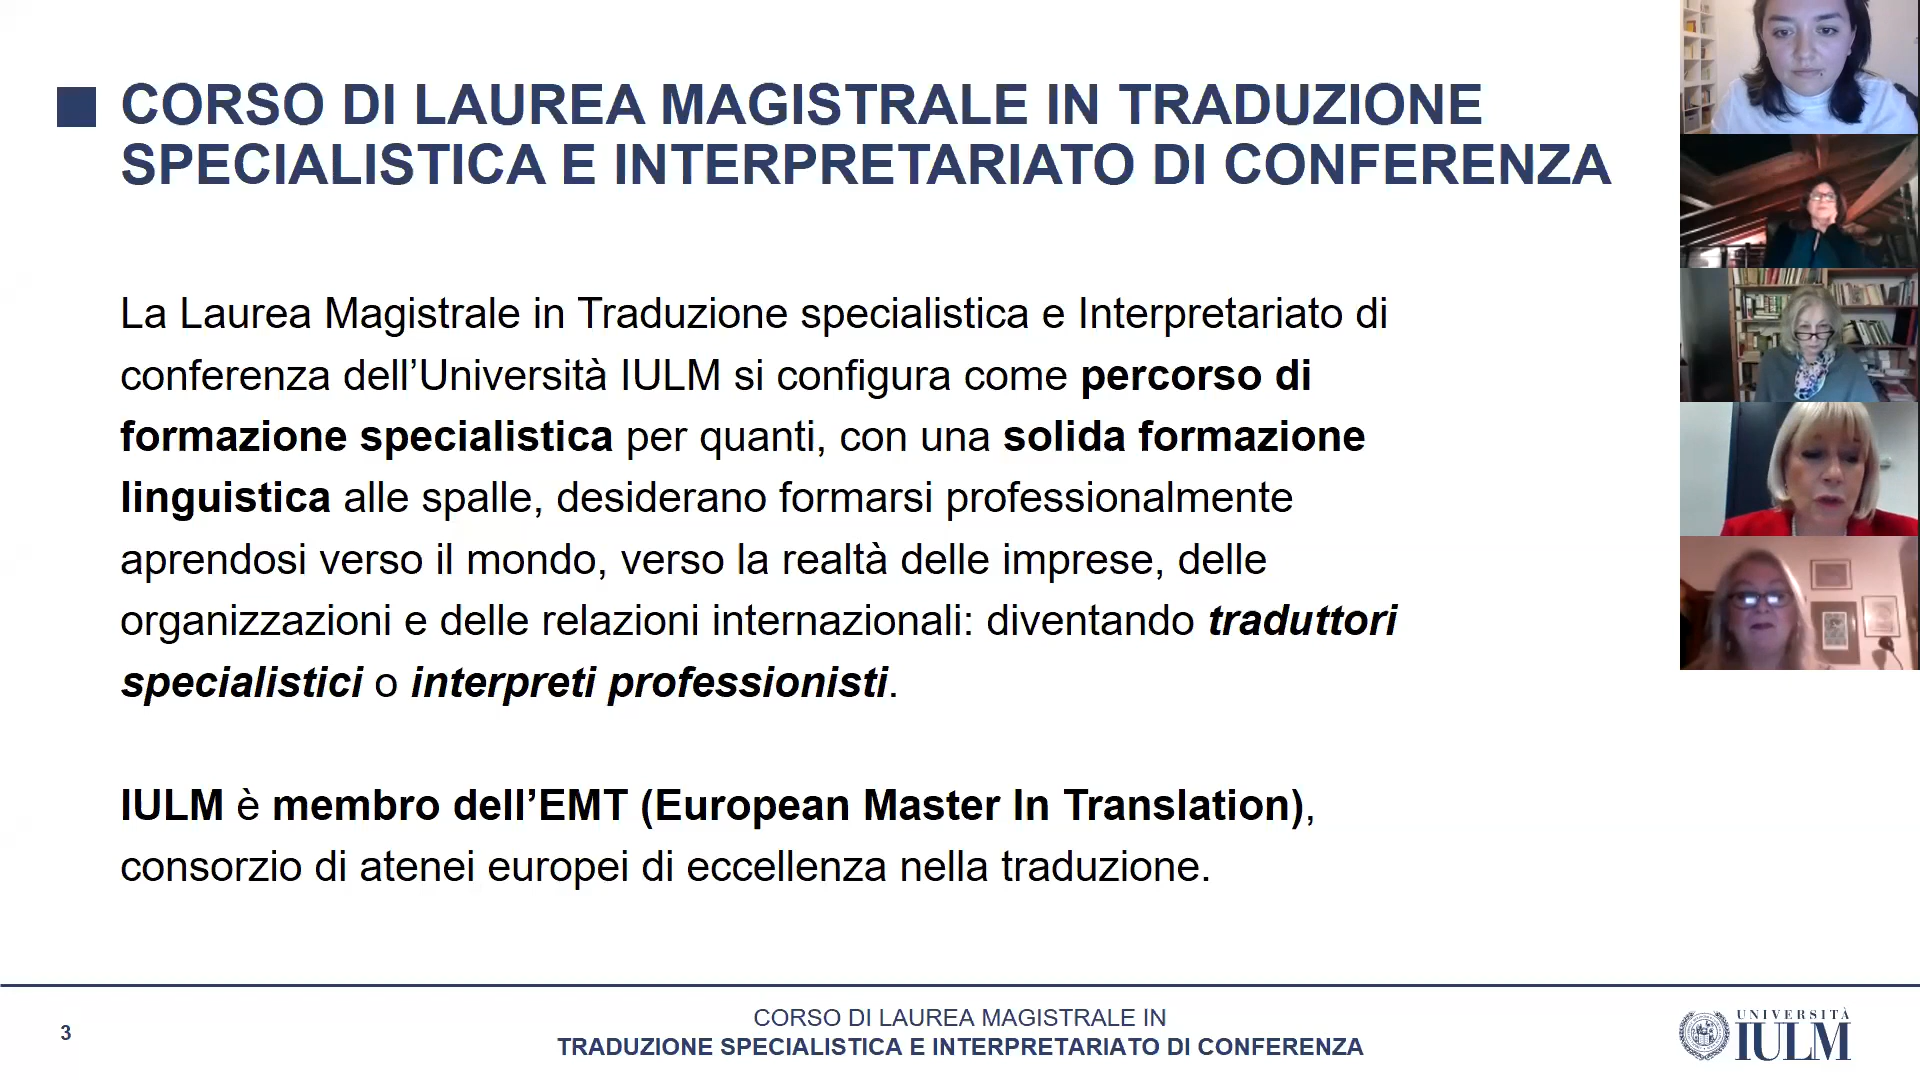 CORSO DI LAUREA MAGISTRALE IN TRADUZIONE
SPECIALISTICA E INTERPRETARIATO DI CONFERENZA
La Laurea Magistrale in Traduzione specialistica e Interpretariato di
conferenza dell’Università IULM si configura come percorso di
formazione specialistica per quanti, con una solida formazione
linguistica alle spalle, desiderano formarsi professionalmente
aprendosi verso il mondo, verso la realtà delle imprese, delle
organizzazioni e delle relazioni internazionali: diventando traduttori
specialistici o interpreti professionisti.
IULM è membro dell’EMT (European Master In Translation),
consorzio di atenei europei di eccellenza nella traduzione.
3
CORSO DI LAUREA MAGISTRALE IN
TRADUZIONE SPECIALISTICA E INTERPRETARIATO DI CONFERENZA
UNIVERSITÀ
IULM